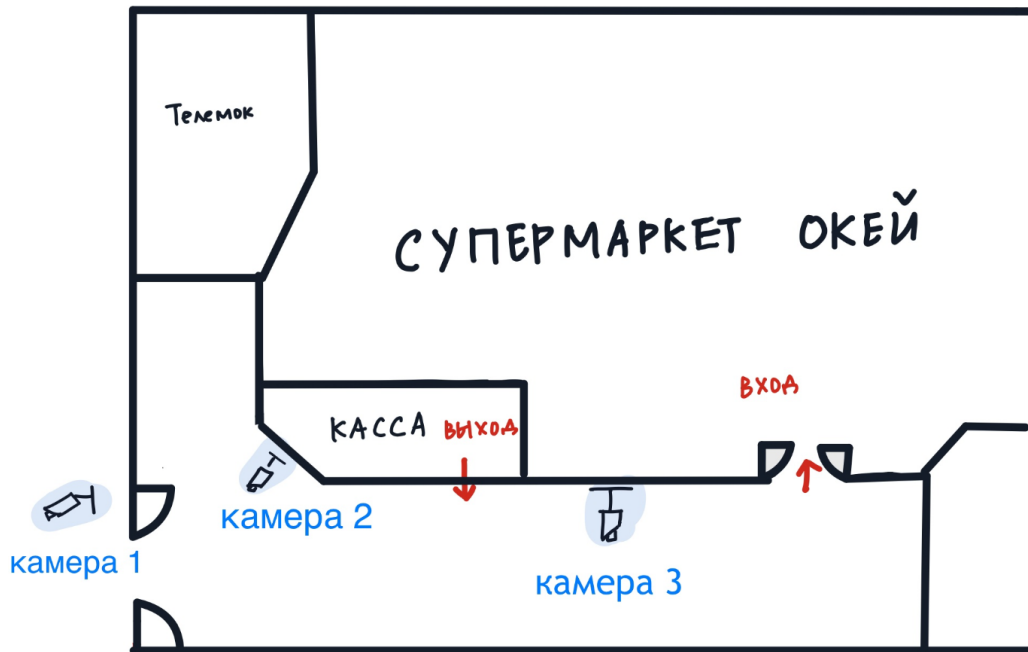 Телемок
СУПЕРМАРКЕТ ОКЕЙ
ВХОД
КАССА ВЫХОД
камера 2
камера 1
камера 3